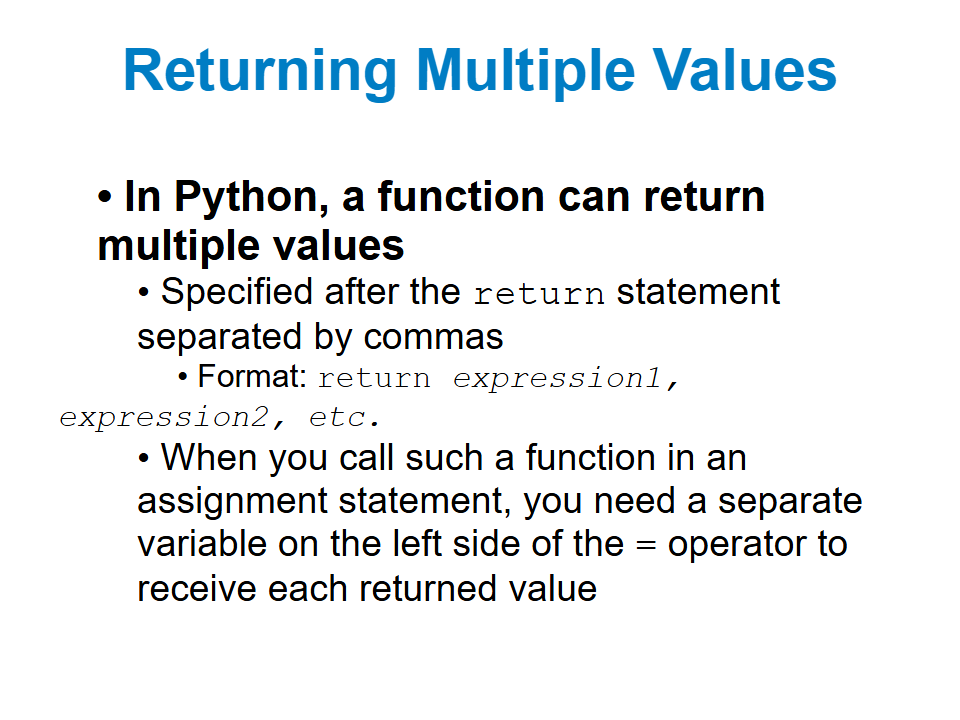 Returning Multiple Values
• In Python, a function can return
multiple values
• Specified after the return statement
separated by commas
• Format: return expression1,
expression2, etc.
• When you call such a function in an
assignment statement, you need a separate
variable on the left side of the = operator to
receive each returned value